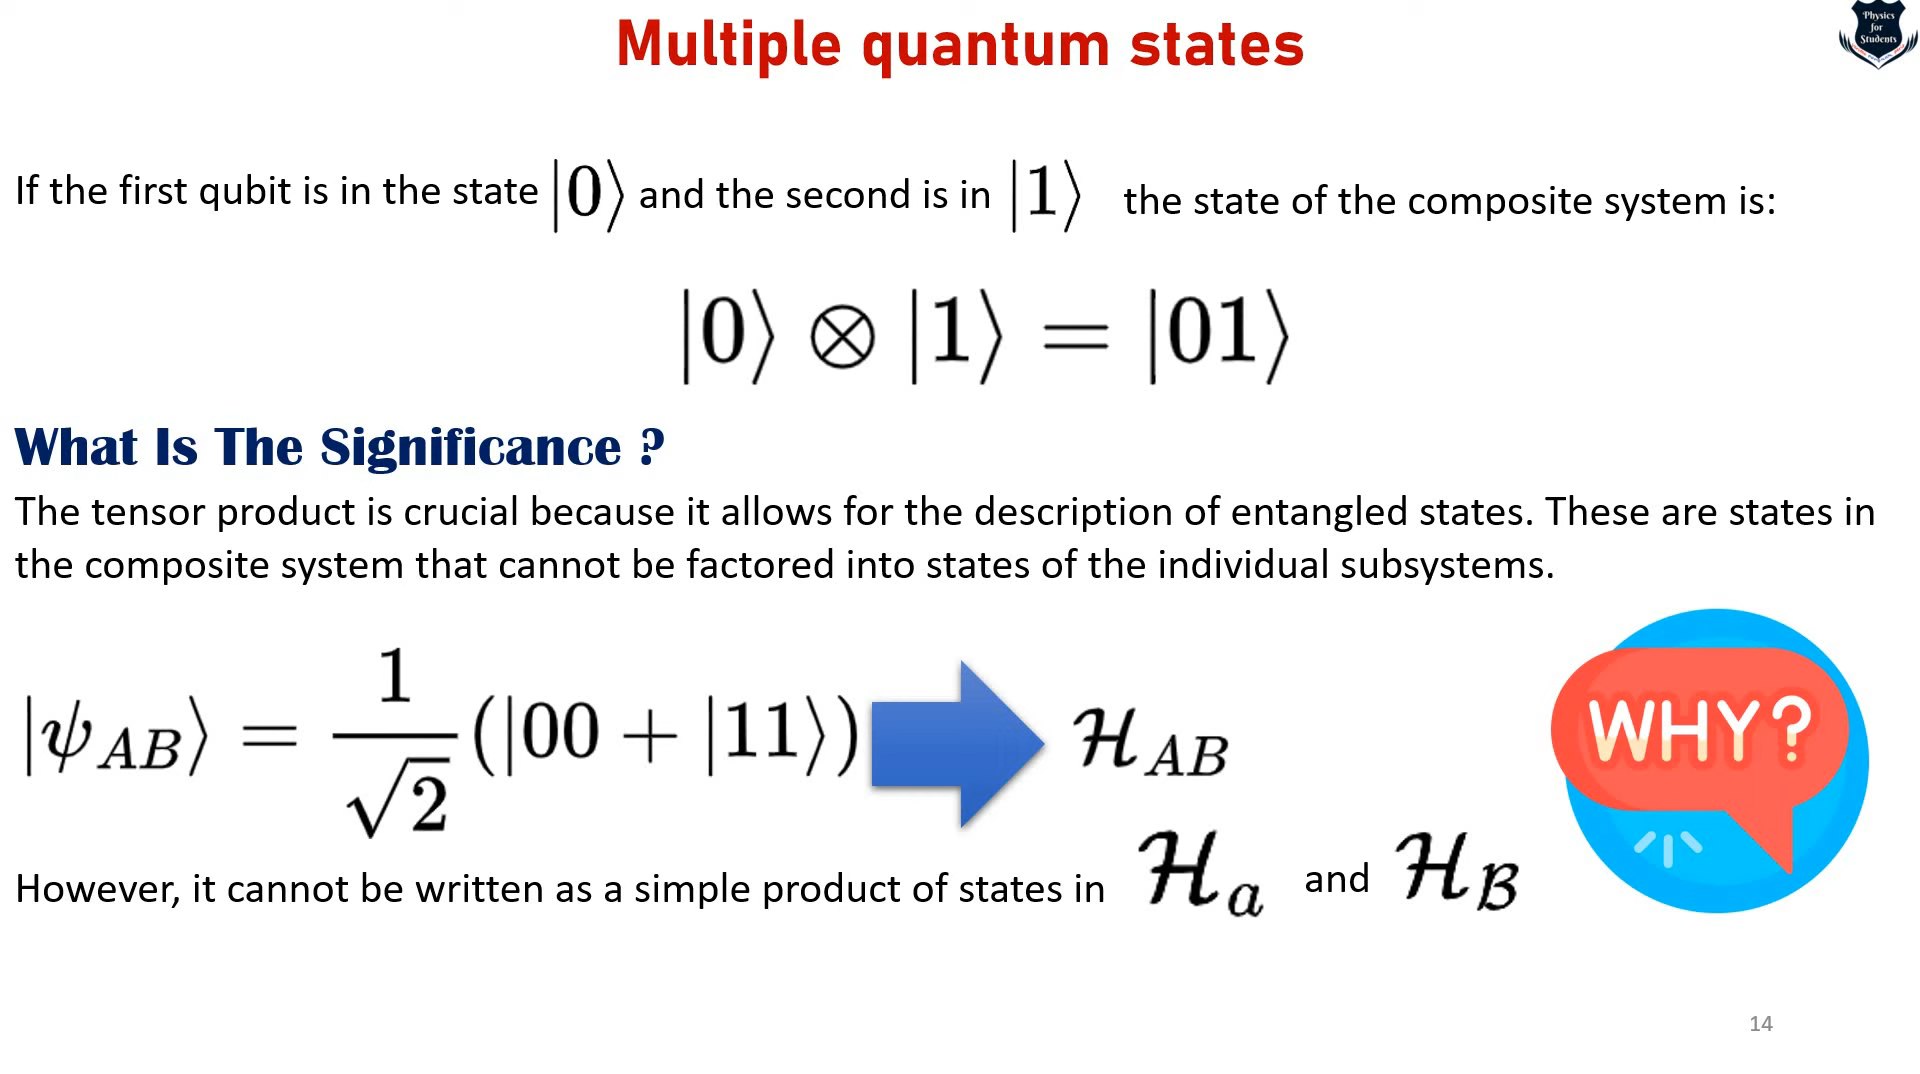 Multiple quantum states
Physics
for
Students
If the first qubit is in the state |0⟩ and the second is in |1⟩ the state of the composite system is:
|0⟩ ⊗ |1⟩ = |01⟩
What Is The Significance ?
The tensor product is crucial because it allows for the description of entangled states. These are states in
the composite system that cannot be factored into states of the individual subsystems.
|ψ_AB⟩ = 1/√2 (|00 + |11⟩) ℋ_AB
WHY?
However, it cannot be written as a simple product of states in ℋ_a and ℋ_B
14